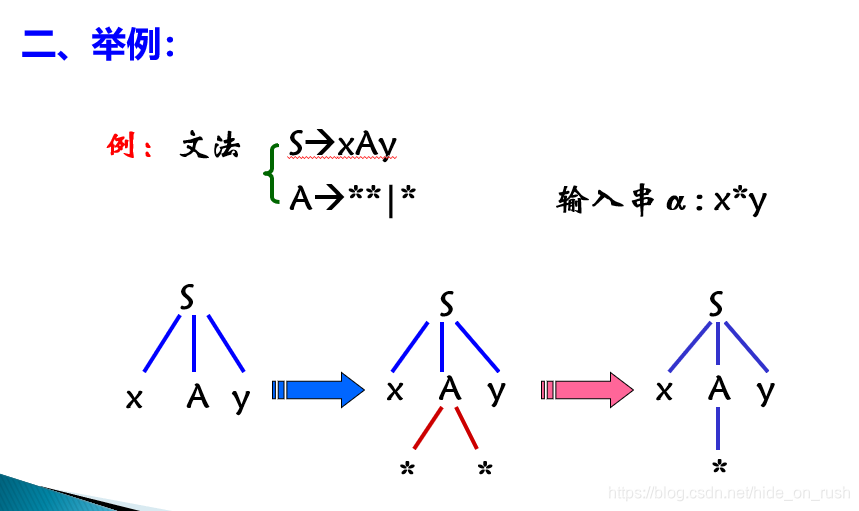 二、举例：
例： 文法 S→xAy
A→**|* 输入串 α：x*y
S S S
x A y x A y x A y
* * *
https://blog.csdn.net/hide_on_rush